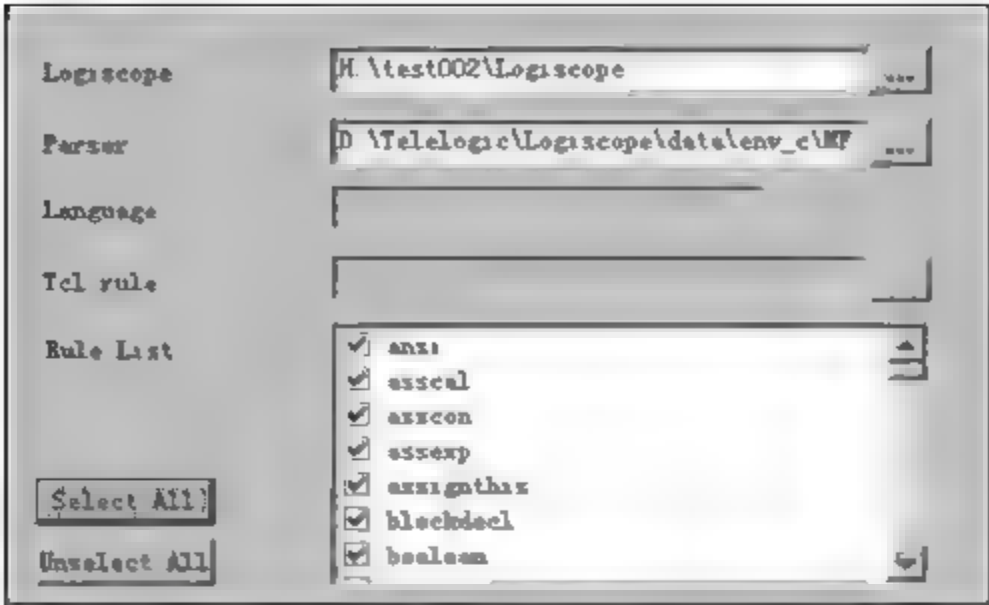 Logiscope H:\test002\Logiscope ...
Parser D:\Telelogic\Logiscope\data\env_c\MF ...
Language
Tcl rule
Rule List
ansi
asscal
asscon
assexp
assignthis
blockdecl
boolean
Select All
Unselect All